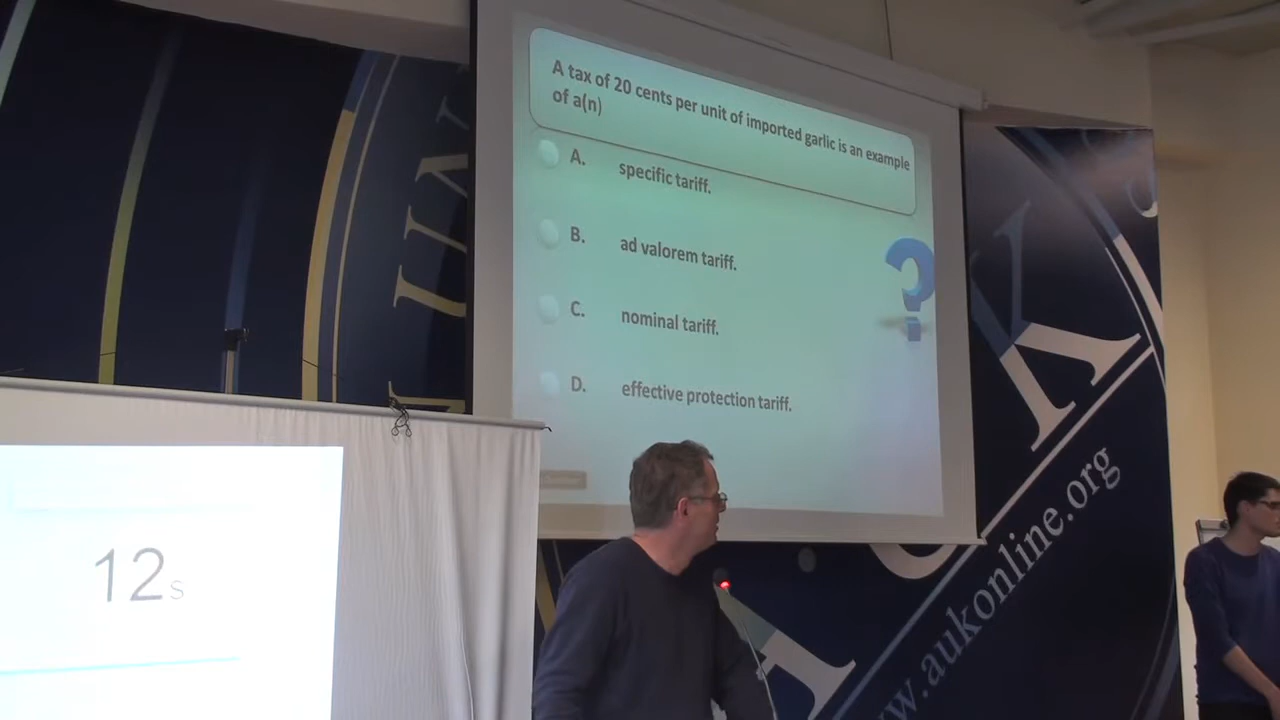 A tax of 20 cents per unit of imported garlic is an example
of a(n)
A. specific tariff.
B. ad valorem tariff.
C. nominal tariff.
D. effective protection tariff.
12s
www.aukonline.org